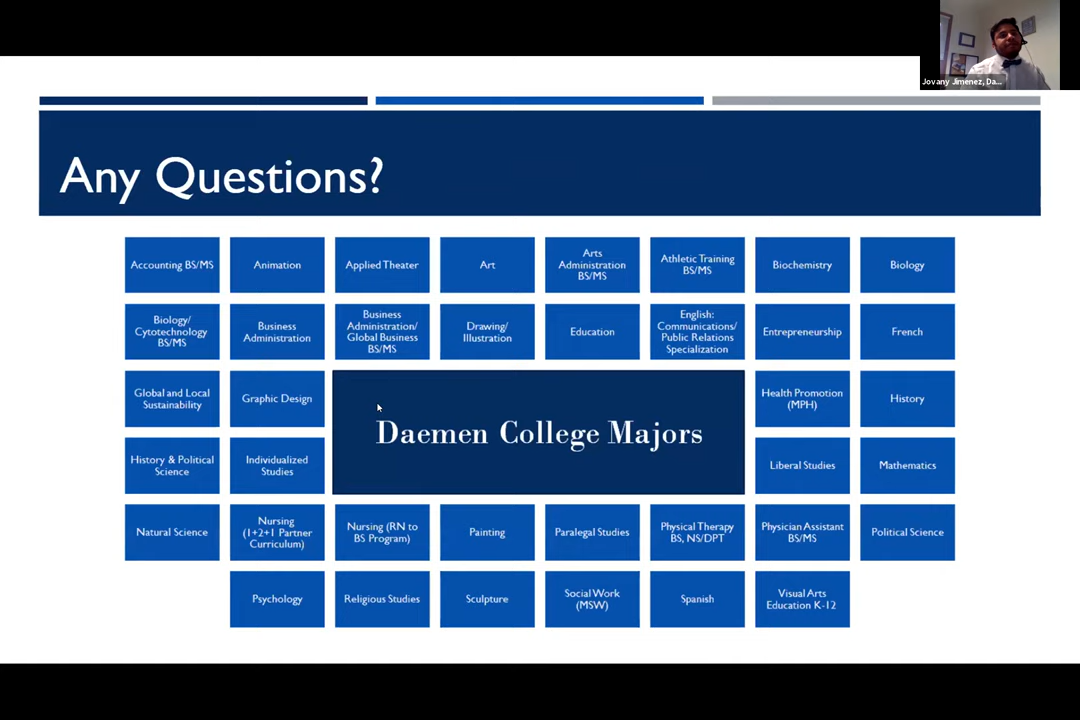 Jovany Jimenez, Da...
Any Questions?
Accounting BS/MS
Animation
Applied Theater
Art
Arts
Administration
BS/MS
Athletic Training
BS/MS
Biochemistry
Biology
Biology/
Cytotechnology
BS/MS
Business
Administration
Business
Administration/
Global Business
BS/MS
Drawing/
Illustration
Education
English:
Communications/
Public Relations
Specialization
Entrepreneurship
French
Global and Local
Sustainability
Graphic Design
Daemen College Majors
Health Promotion
(MPH)
History
History & Political
Science
Individualized
Studies
Liberal Studies
Mathematics
Natural Science
Nursing
(1+2+1 Partner
Curriculum)
Nursing (RN to
BS Program)
Painting
Paralegal Studies
Physical Therapy
BS, NS/DPT
Physician Assistant
BS/MS
Political Science
Psychology
Religious Studies
Sculpture
Social Work
(MSW)
Spanish
Visual Arts
Education K-12